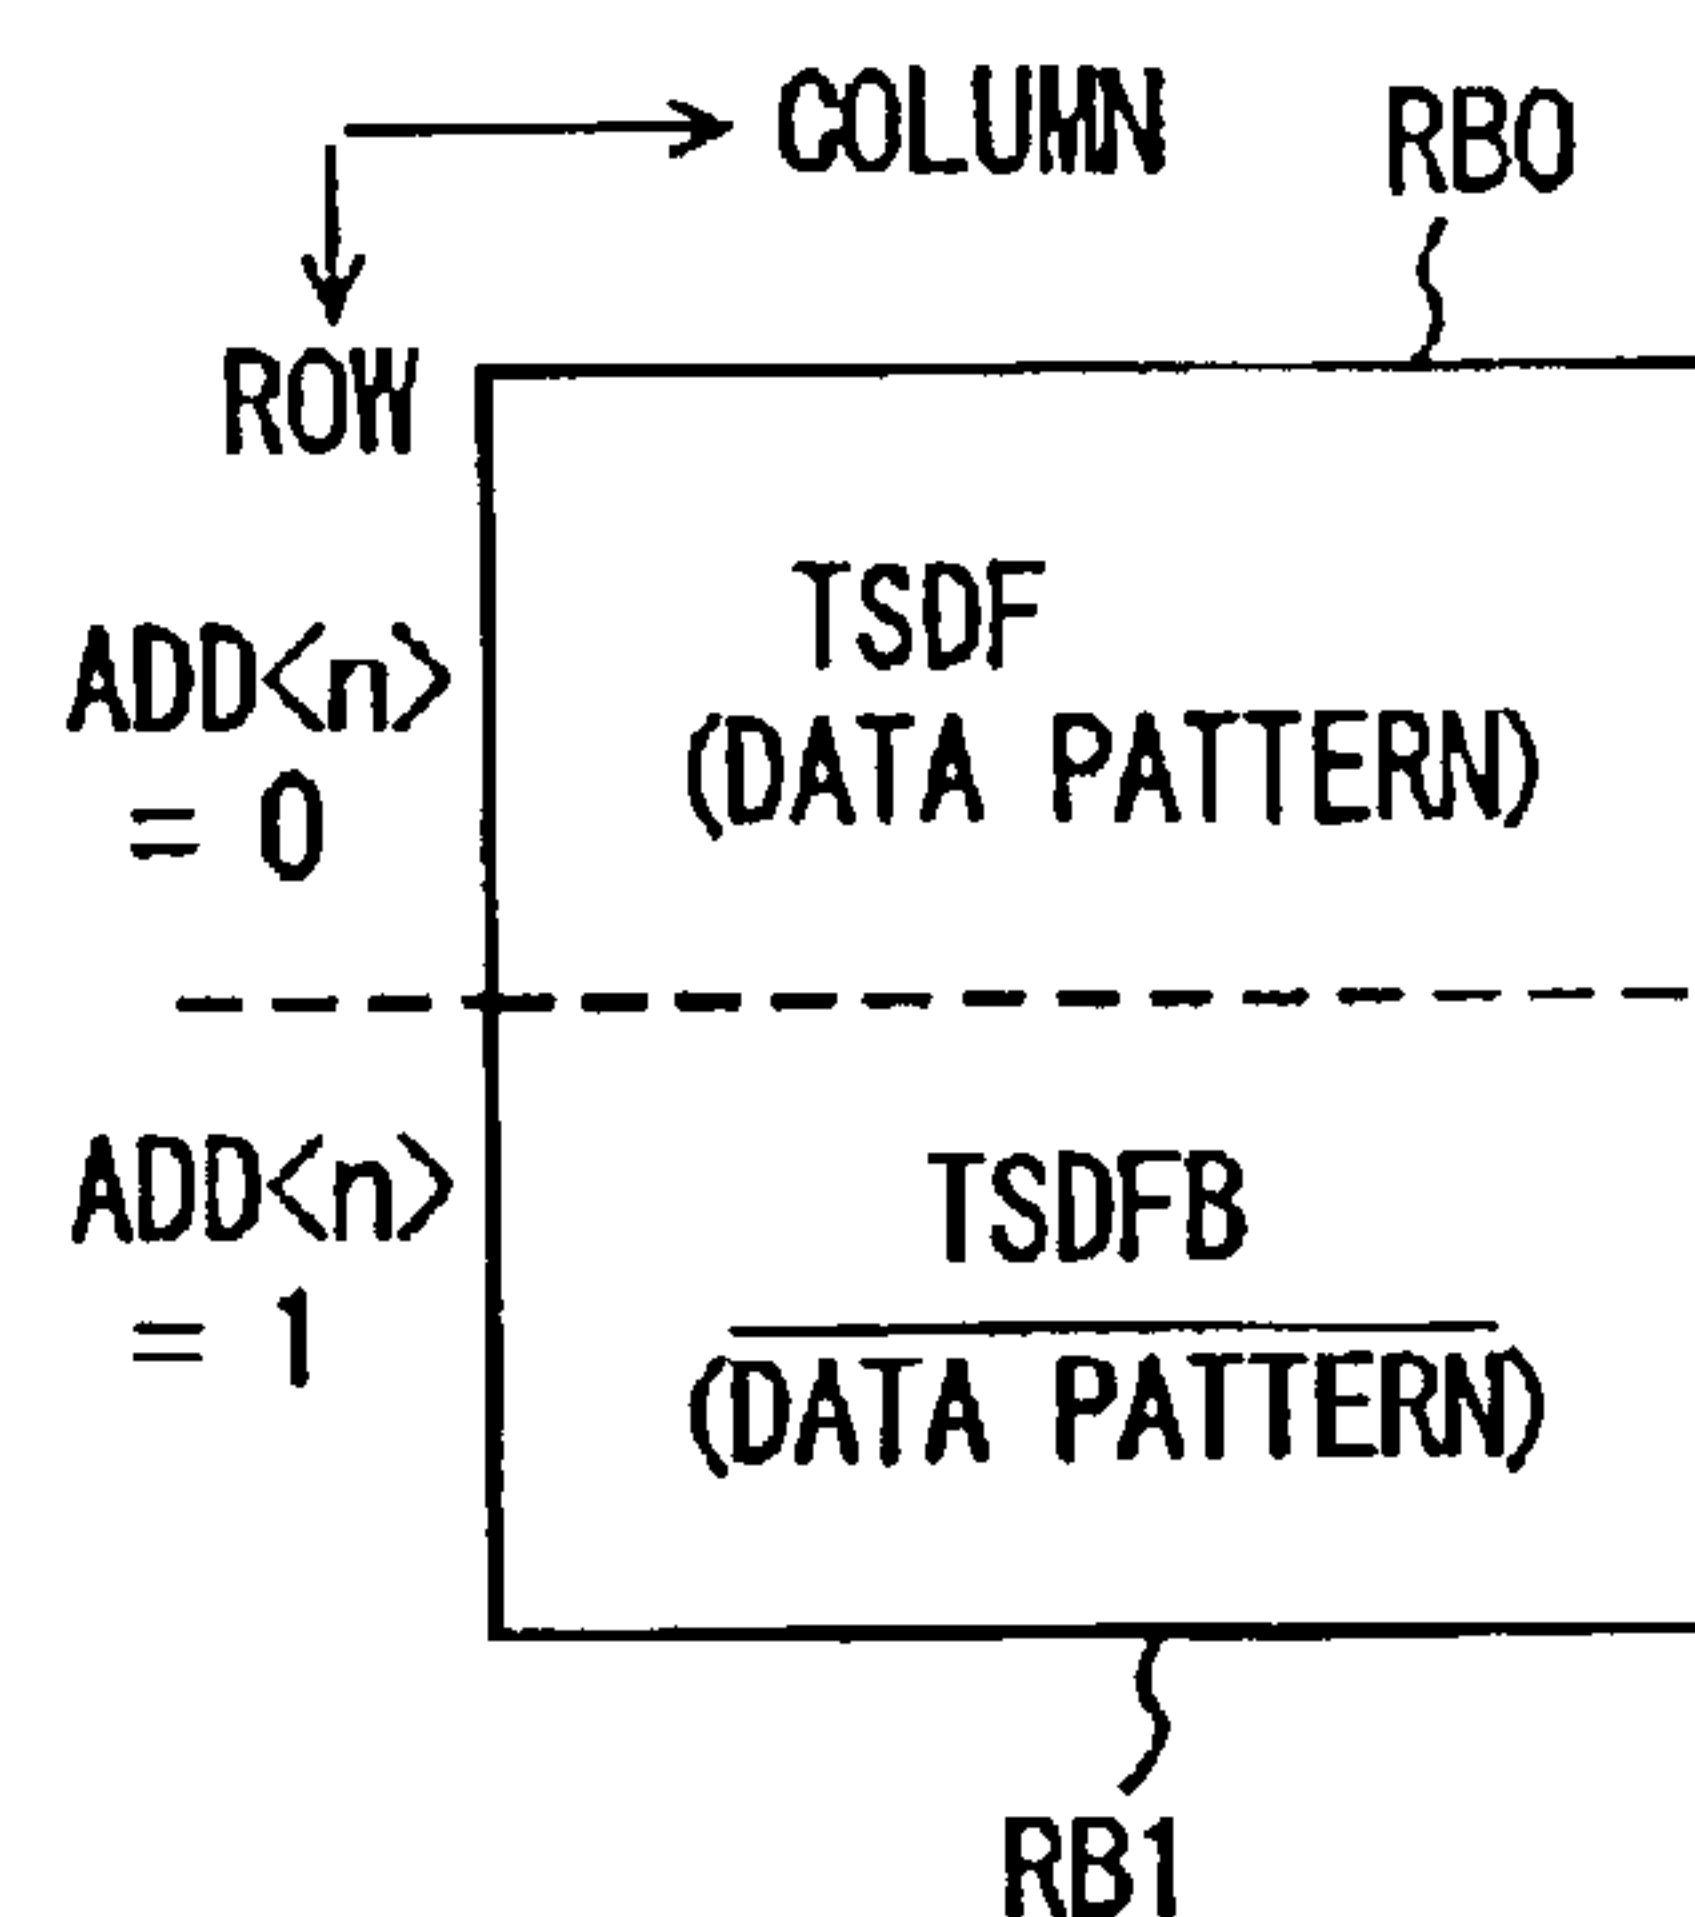 COLUMN
RB0
ROW
TSDF
(DATA PATTERN)
ADD<n>
= 0
TSDFB
(DATA PATTERN)
ADD<n>
= 1
RB1